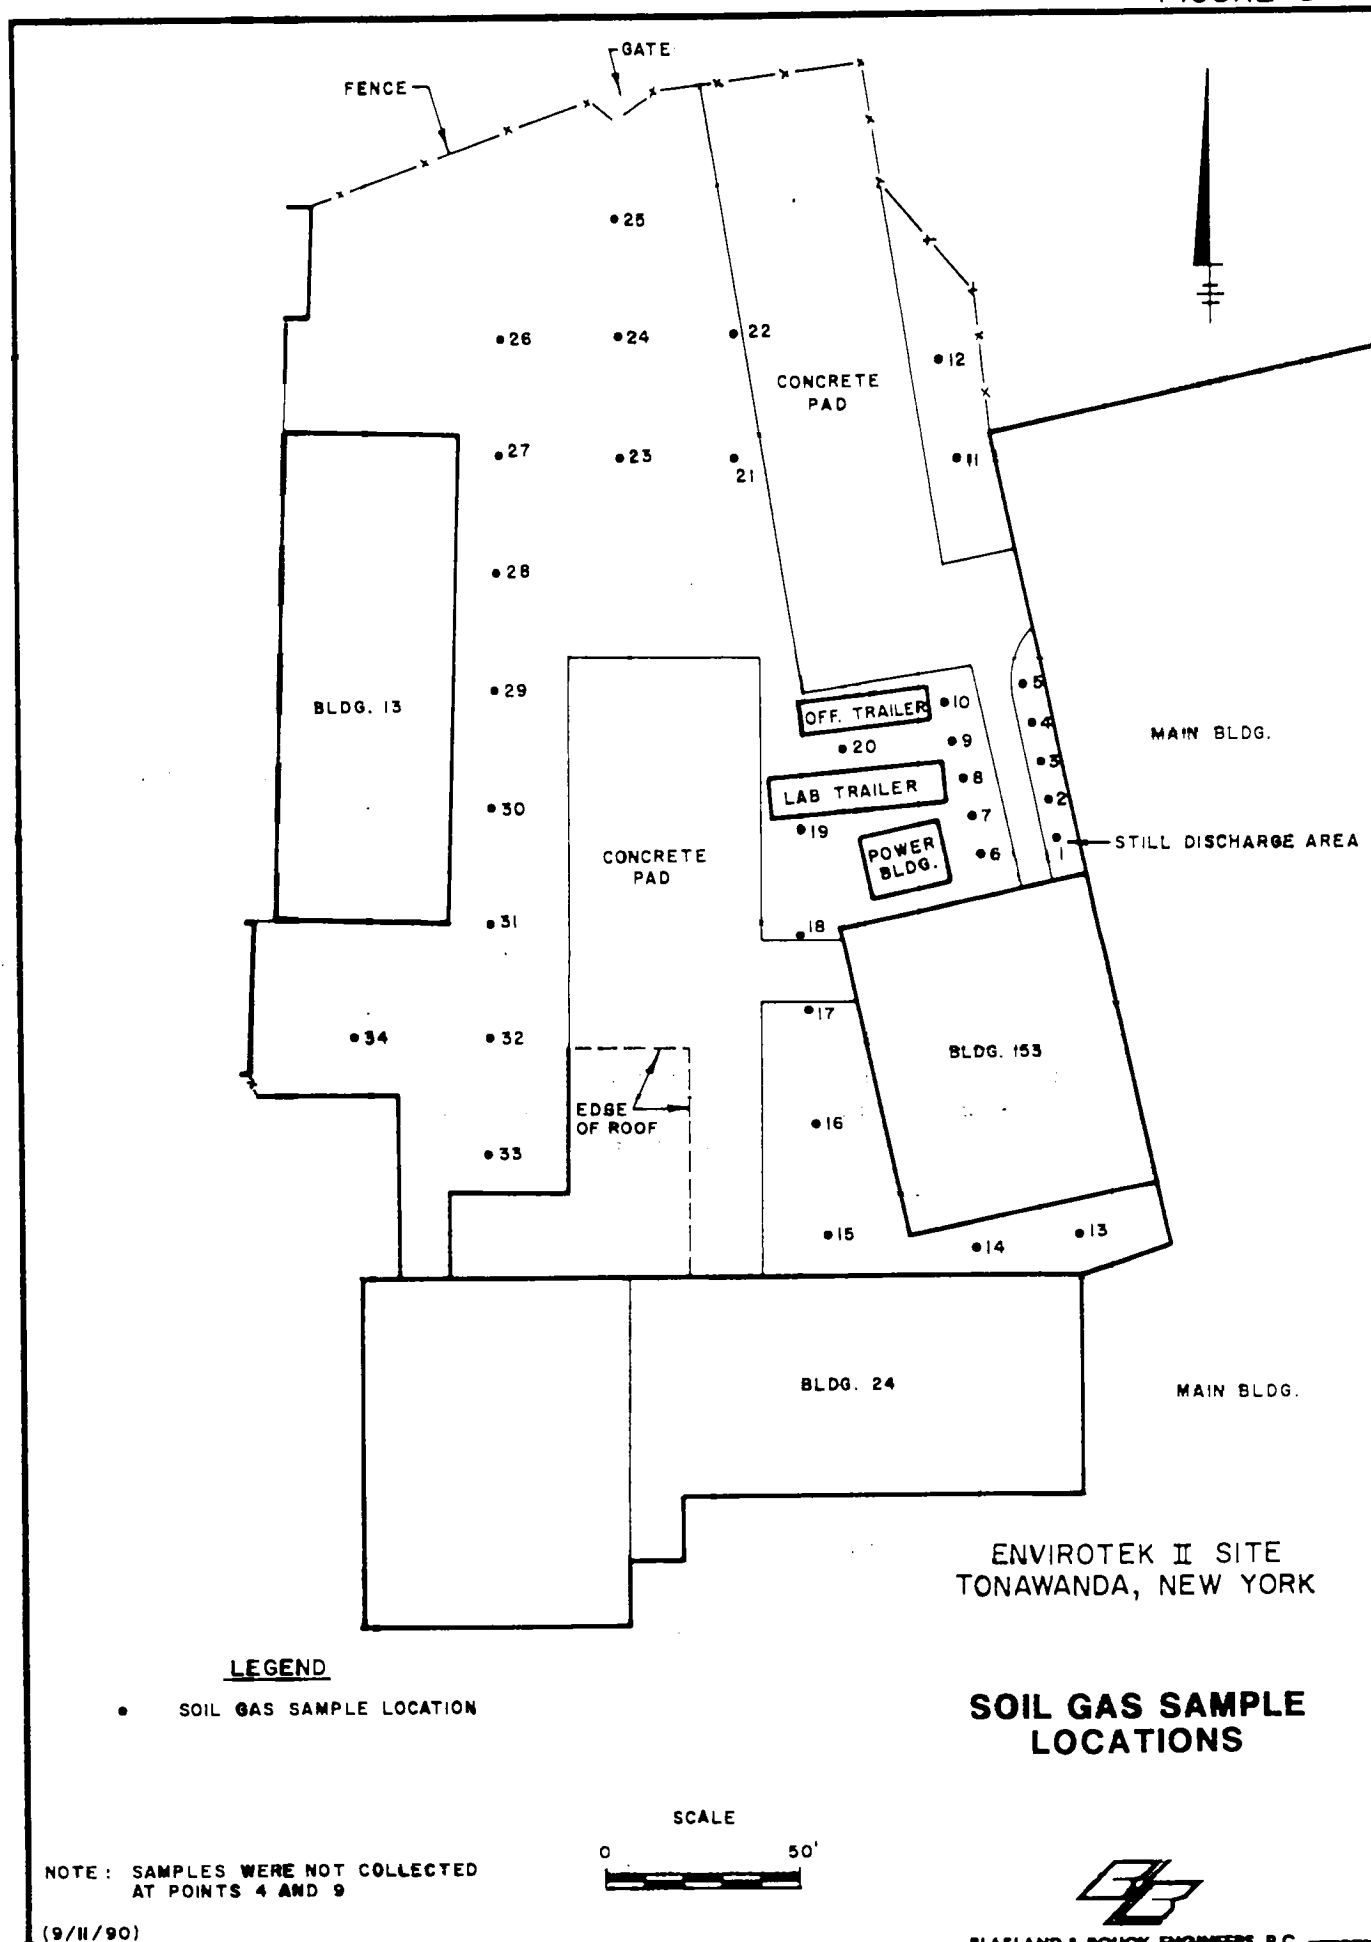 GATE
FENCE
25
26
24
22
12
CONCRETE
PAD
27
23
21
11
28
29
BLDG. 13
5
10
OFF. TRAILER
4
MAIN BLDG.
20
9
3
8
LAB TRAILER
2
30
7
19
1
STILL DISCHARGE AREA
POWER
BLDG.
6
CONCRETE
PAD
31
18
17
34
32
BLDG. 153
EDGE
OF ROOF
16
33
15
14
13
BLDG. 24
MAIN BLDG.
ENVIROTEK II SITE
TONAWANDA, NEW YORK
LEGEND
SOIL GAS SAMPLE LOCATION
SOIL GAS SAMPLE
LOCATIONS
SCALE
0 50'
NOTE: SAMPLES WERE NOT COLLECTED
AT POINTS 4 AND 9
(9/11/90)